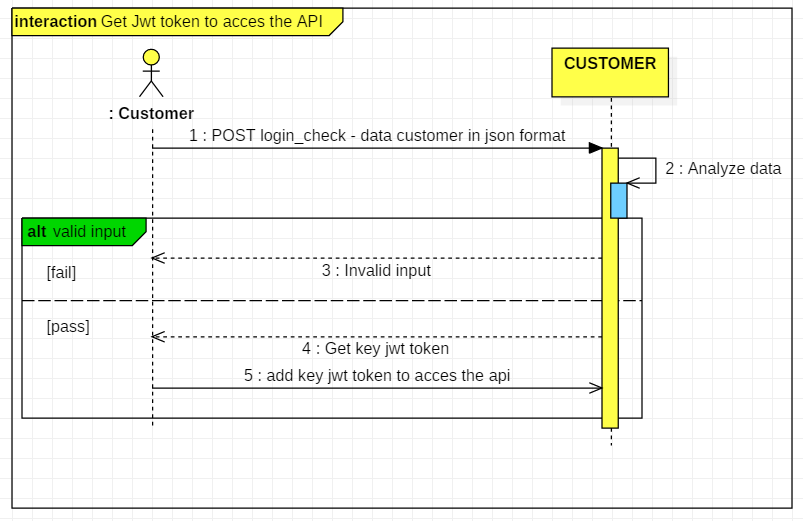 interaction Get Jwt token to acces the API
CUSTOMER
: Customer
1 : POST login_check - data customer in json format
2 : Analyze data
alt valid input
[fail]
3 : Invalid input
[pass]
4 : Get key jwt token
5 : add key jwt token to acces the api